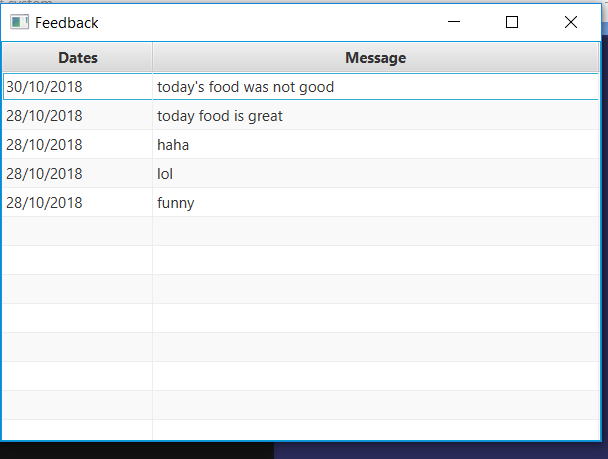 Feedback
Dates Message
30/10/2018 today's food was not good
28/10/2018 today food is great
28/10/2018 haha
28/10/2018 lol
28/10/2018 funny